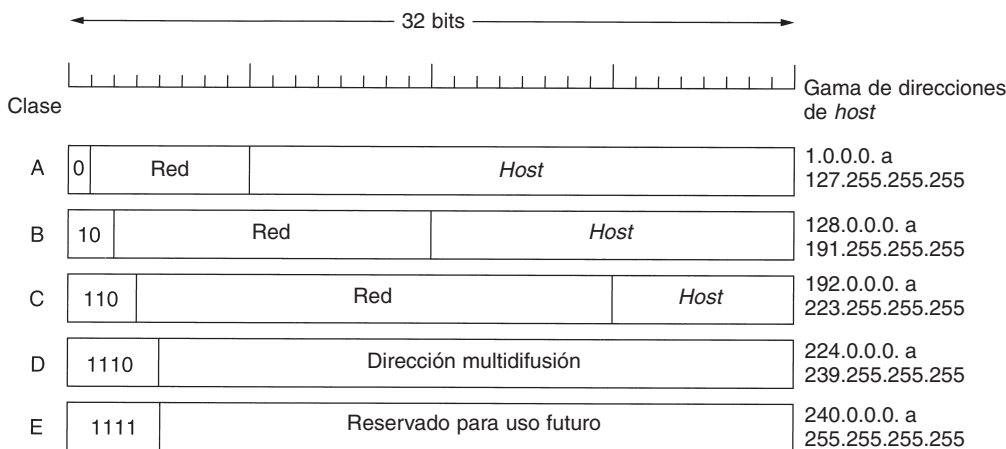 32 bits
Clase
Gama de direcciones
de host
A
0
Red
Host
1.0.0.0. a
127.255.255.255
B
10
Red
Host
128.0.0.0. a
191.255.255.255
C
110
Red
Host
192.0.0.0. a
223.255.255.255
D
1110
Dirección multidifusión
224.0.0.0. a
239.255.255.255
E
1111
Reservado para uso futuro
240.0.0.0. a
255.255.255.255